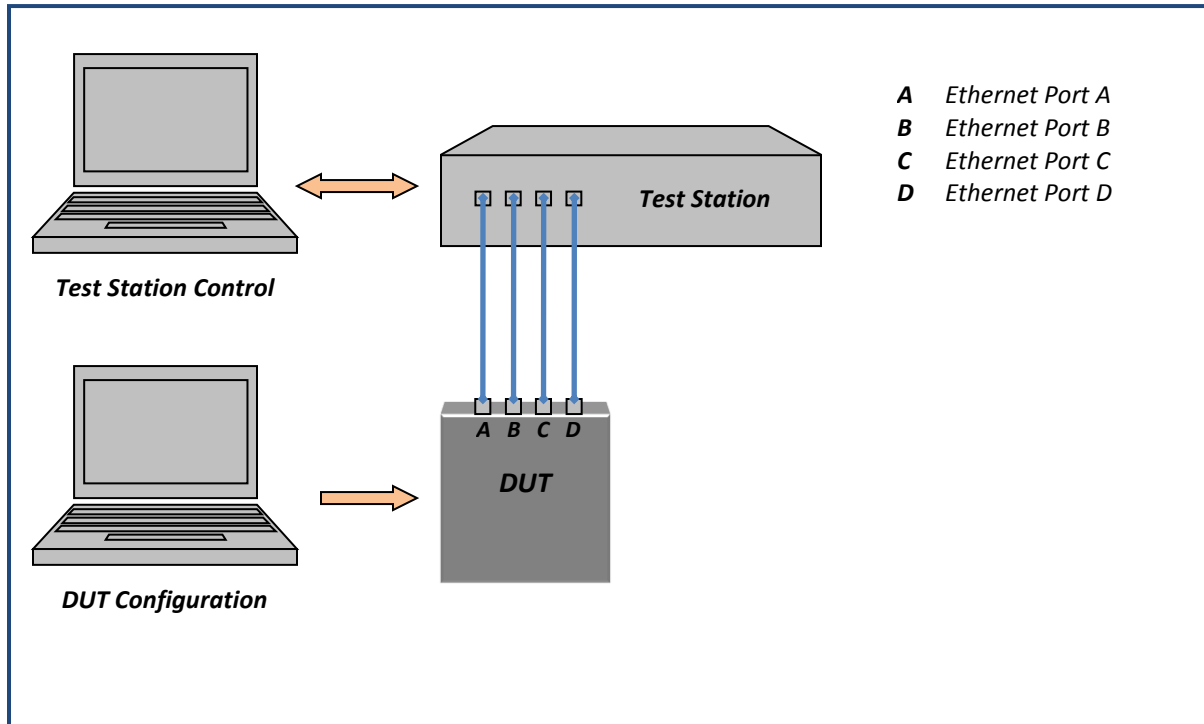 A Ethernet Port A
B Ethernet Port B
C Ethernet Port C
D Ethernet Port D
Test Station
Test Station Control
A B C D
DUT
DUT Configuration